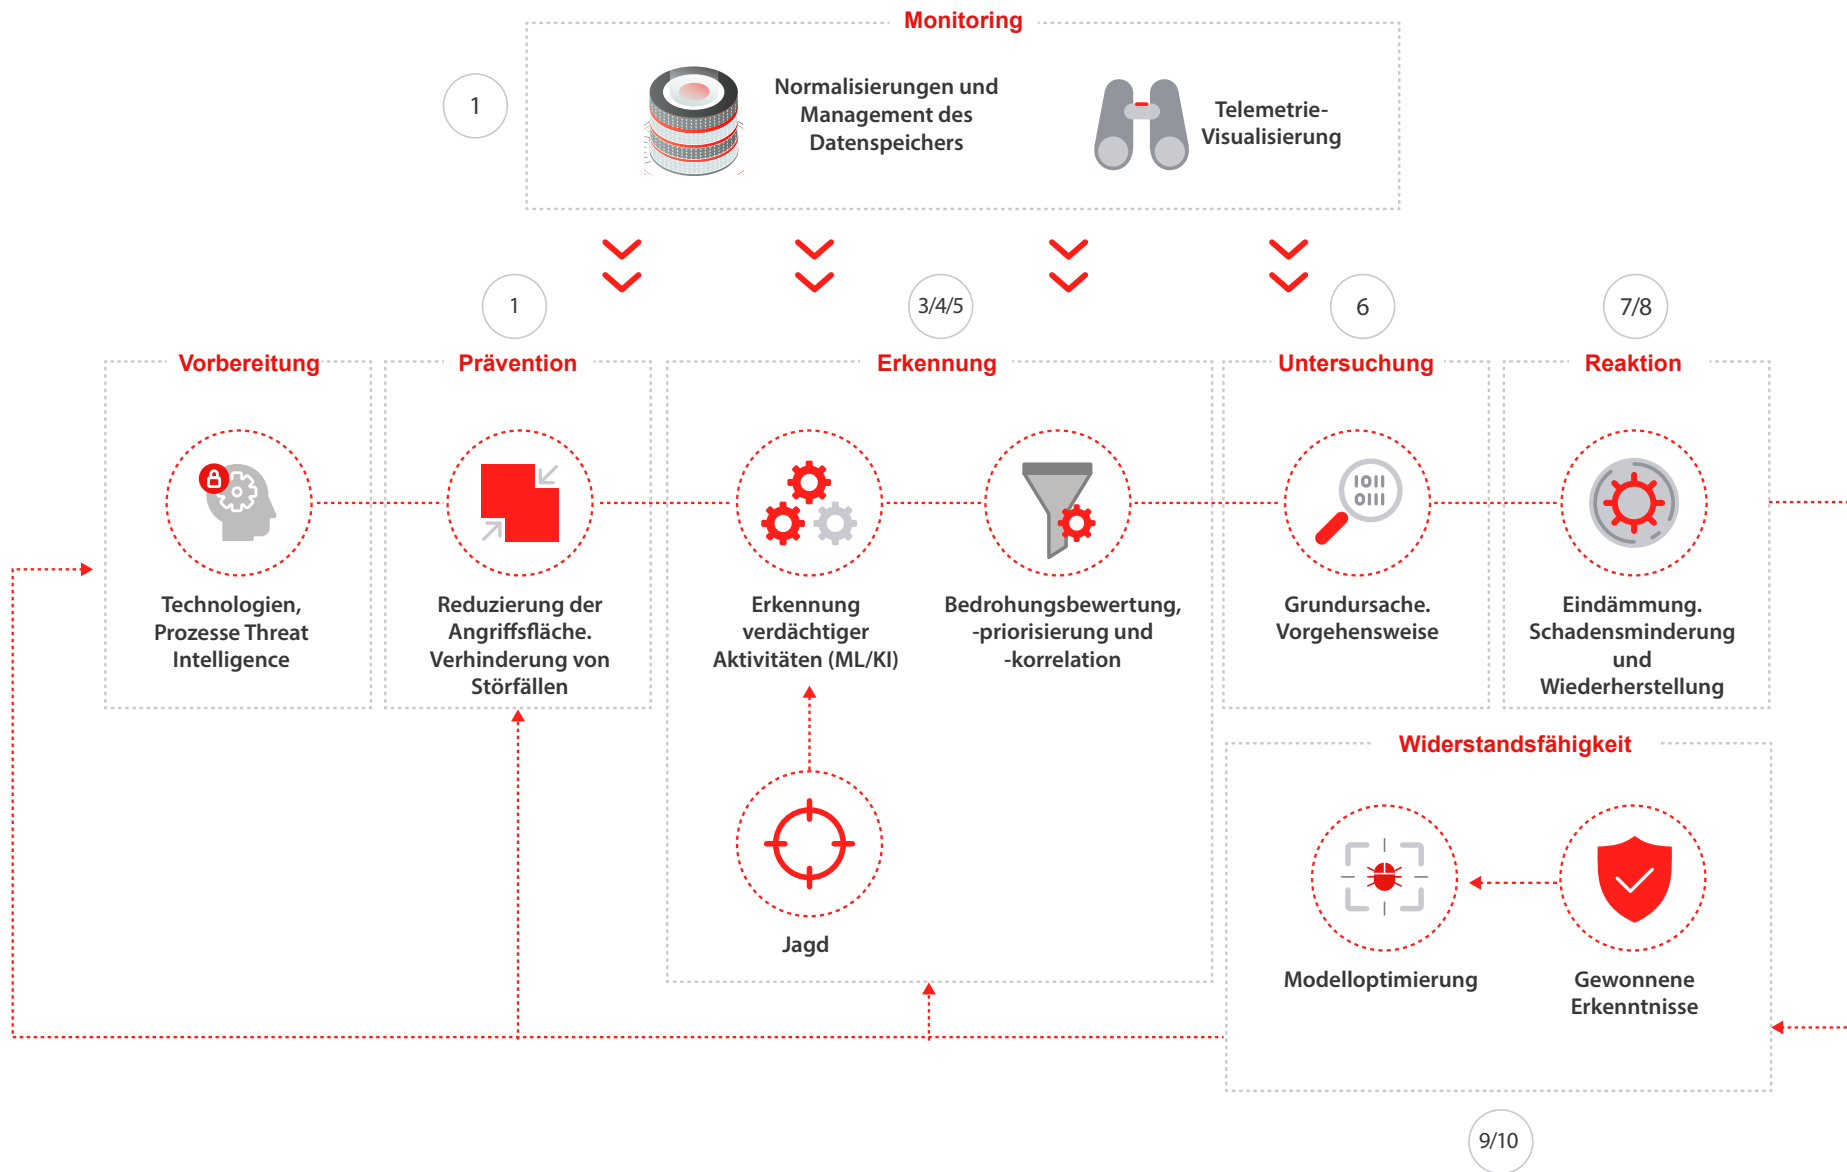 Monitoring
1
Normalisierungen und
Management des
Datenspeichers
Telemetrie-
Visualisierung
1
3/4/5
6
7/8
Vorbereitung
Prävention
Erkennung
Untersuchung
Reaktion
1011
0111
Technologien,
Prozesse Threat
Intelligence
Reduzierung der
Angriffsfläche.
Verhinderung von
Störfällen
Erkennung
verdächtiger
Aktivitäten (ML/KI)
Bedrohungsbewertung,
-priorisierung und
-korrelation
Grundursache.
Vorgehensweise
Eindämmung.
Schadensminderung
und
Wiederherstellung
Jagd
Widerstandsfähigkeit
Modelloptimierung
Gewonnene
Erkenntnisse
9/10